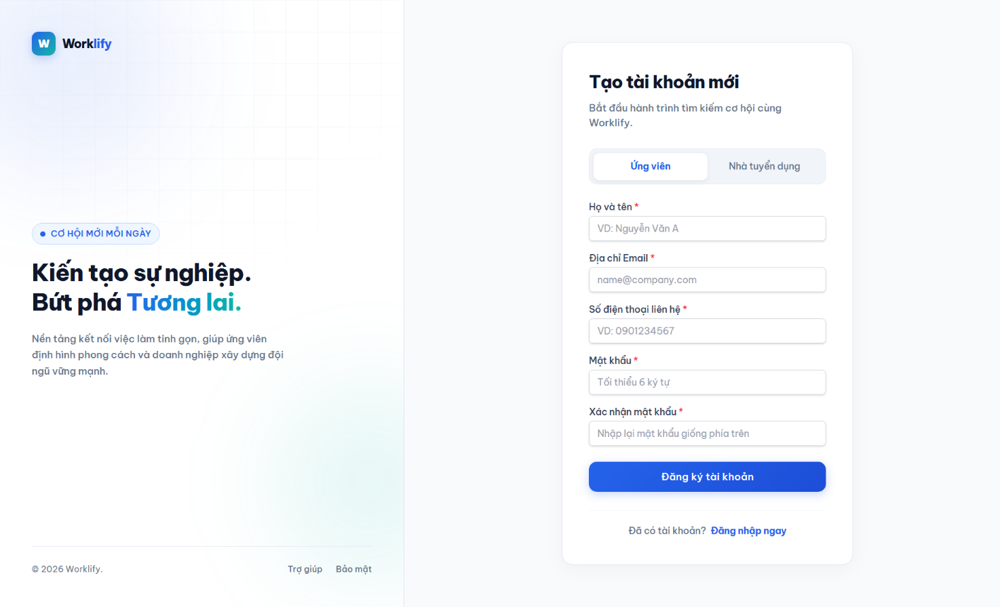 W Worklify
CƠ HỘI MỚI MỖI NGÀY
Kiến tạo sự nghiệp.
Bứt phá Tương lai.
Nền tảng kết nối việc làm tinh gọn, giúp ứng viên
định hình phong cách và doanh nghiệp xây dựng đội
ngũ vững mạnh.
© 2026 Worklify.
Trợ giúp
Bảo mật
Tạo tài khoản mới
Bắt đầu hành trình tìm kiếm cơ hội cùng
Worklify.
Ứng viên
Nhà tuyển dụng
Họ và tên *
VD: Nguyễn Văn A
Địa chỉ Email *
name@company.com
Số điện thoại liên hệ *
VD: 0901234567
Mật khẩu *
Tối thiểu 6 ký tự
Xác nhận mật khẩu *
Nhập lại mật khẩu giống phía trên
Đăng ký tài khoản
Đã có tài khoản? Đăng nhập ngay